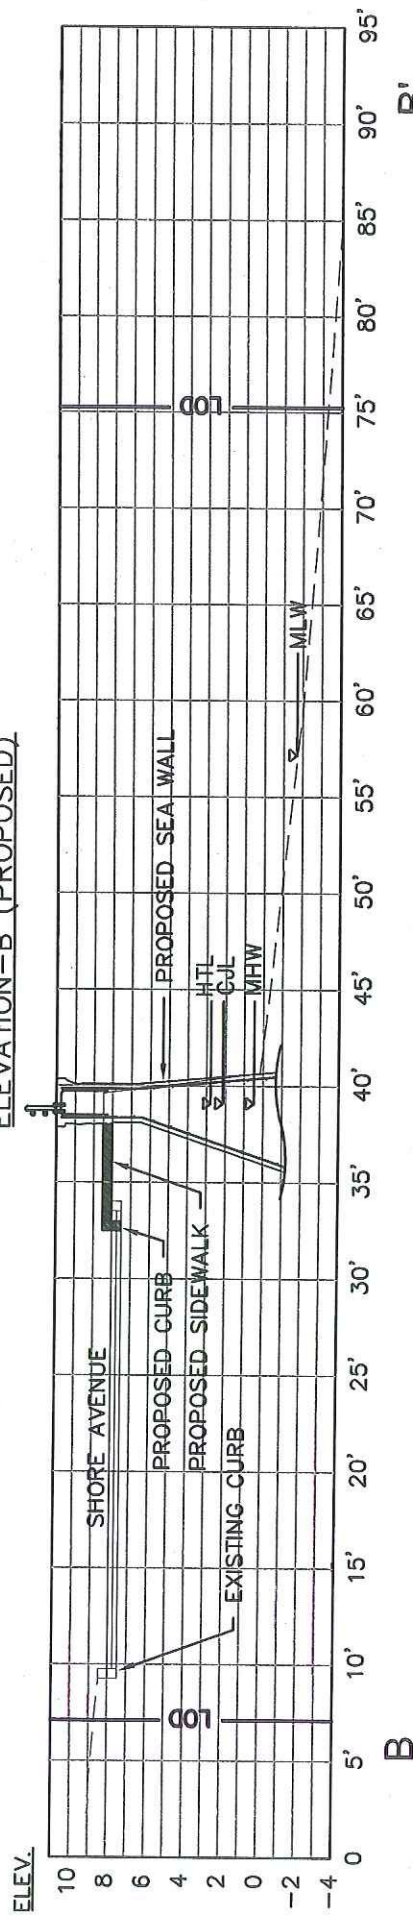 ELEVATION-B (PROPOSED)
ELEV.
10
8
6
4
2
0
-2
-4
LOD
SHORE AVENUE
EXISTING CURB
PROPOSED CURB
PROPOSED SIDEWALK
PROPOSED SEA WALL
HTL
CJL
MHW
MLW
LOD
0 5' 10' 15' 20' 25' 30' 35' 40' 45' 50' 55' 60' 65' 70' 75' 80' 85' 90' 95'
B B'